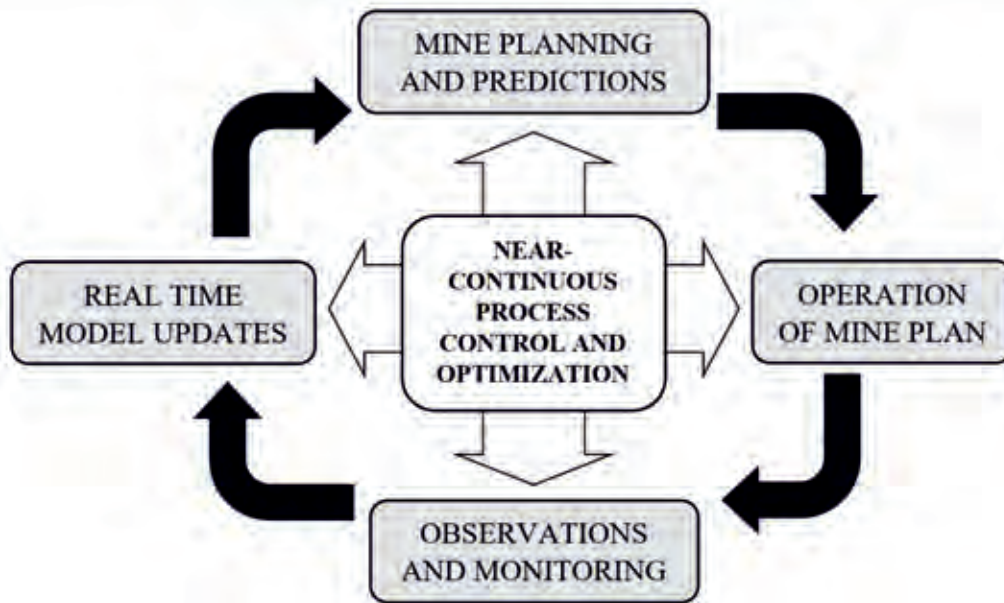 MINE PLANNING
AND PREDICTIONS
NEAR-
CONTINUOUS
PROCESS
CONTROL AND
OPTIMIZATION
REAL TIME
MODEL UPDATES
OPERATION
OF MINE PLAN
OBSERVATIONS
AND MONITORING